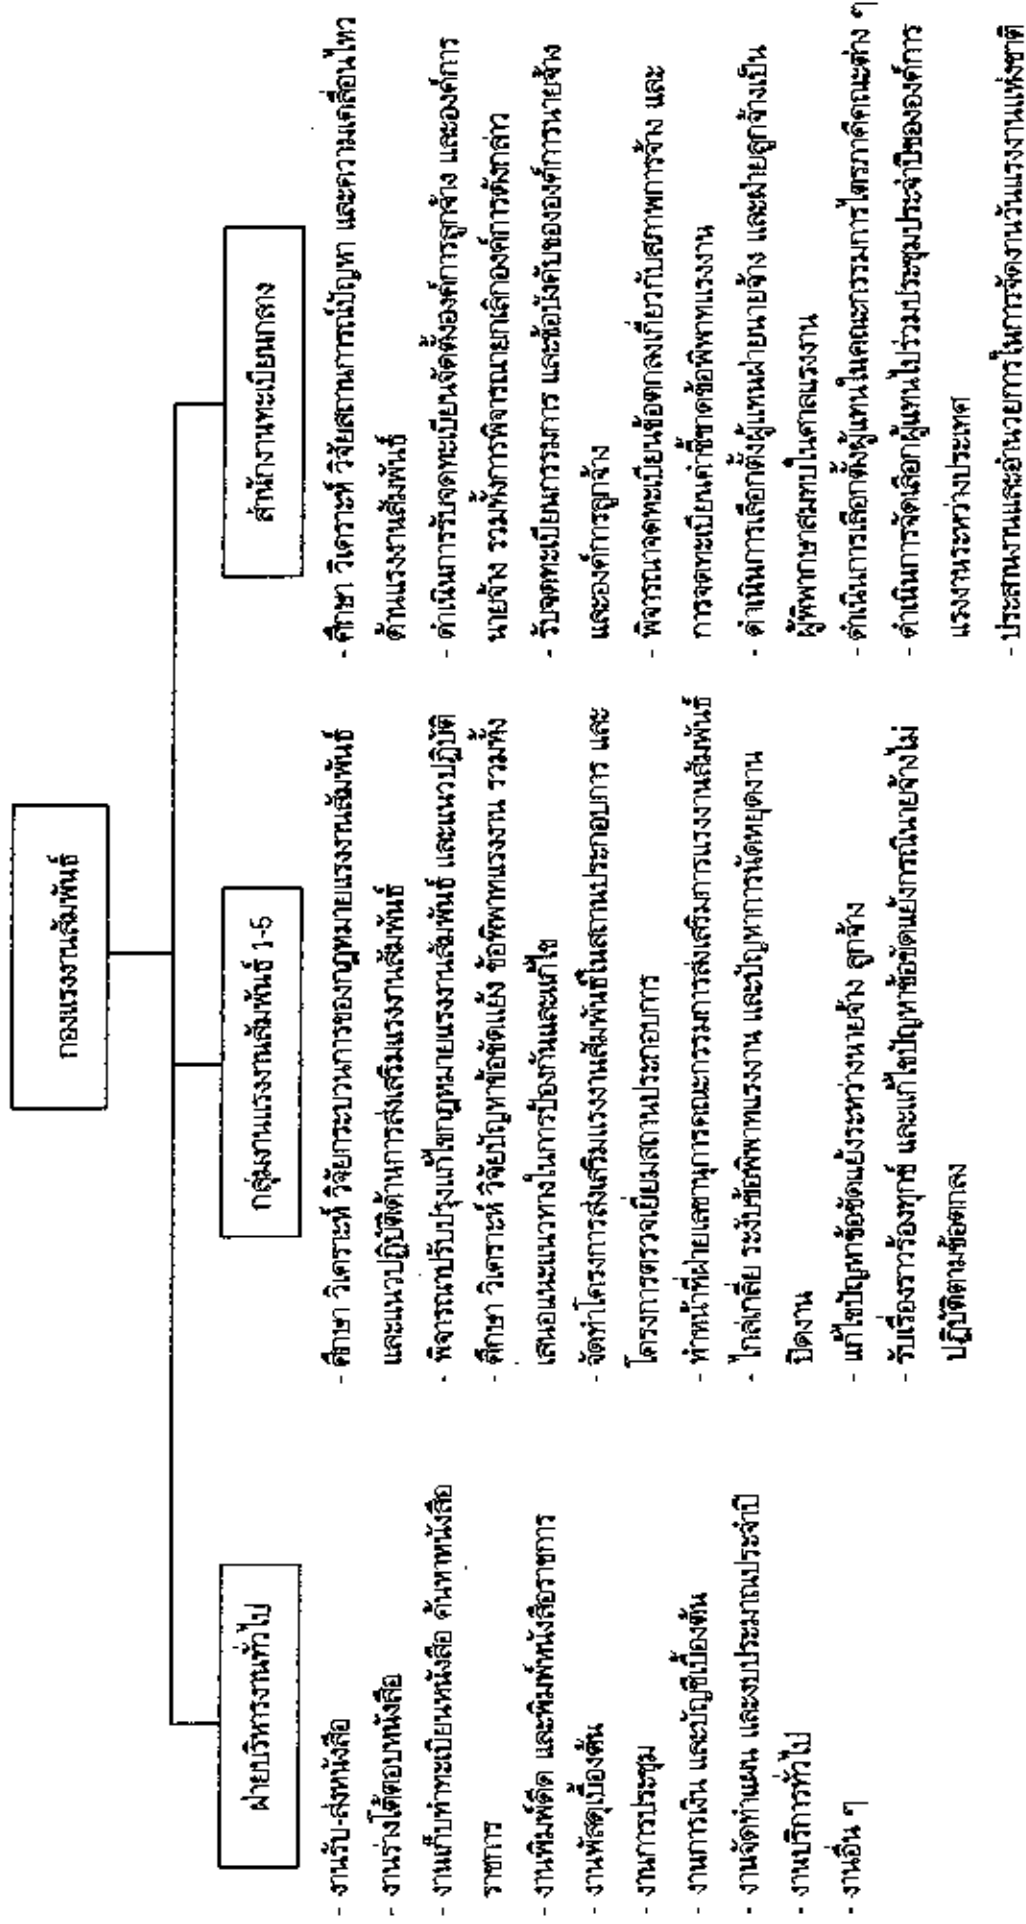 กองแรงงานสัมพันธ์
ฝ่ายบริหารงานทั่วไป
- งานรับ-ส่งหนังสือ
- งานร่างโต้ตอบหนังสือ
- งานเก็บทำทะเบียนหนังสือ ค้นหาหนังสือ
ราชการ
- งานพิมพ์ดีด และพิมพ์หนังสือราชการ
- งานพัสดุเบื้องต้น
- งานการประชุม
- งานการเงิน และบัญชีเบื้องต้น
- งานจัดทำแผน และงบประมาณประจำปี
- งานบริการทั่วไป
- งานอื่น ๆ
กลุ่มงานแรงงานสัมพันธ์ 1-5
- ศึกษา วิเคราะห์ วิจัยกระบวนการของกฎหมายแรงงานสัมพันธ์
และแนวปฏิบัติด้านการส่งเสริมแรงงานสัมพันธ์
- พิจารณาปรับปรุงแก้ไขกฎหมายแรงงานสัมพันธ์ และแนวปฏิบัติ
- ศึกษา วิเคราะห์ วิจัยปัญหาข้อขัดแย้ง ข้อพิพาทแรงงาน รวมทั้ง
เสนอแนะแนวทางในการป้องกันและแก้ไข
- จัดทำโครงการส่งเสริมแรงงานสัมพันธ์ในสถานประกอบการ และ
โครงการตรวจเยี่ยมสถานประกอบการ
- ทำหน้าที่ฝ่ายเลขานุการคณะกรรมการส่งเสริมการแรงงานสัมพันธ์
- ไกล่เกลี่ย ระงับข้อพิพาทแรงงาน และปัญหาการนัดหยุดงาน
ปิดงาน
- แก้ไขปัญหาข้อขัดแย้งระหว่างนายจ้าง ลูกจ้าง
- รับเรื่องราวร้องทุกข์ และแก้ไขปัญหาข้อขัดแย้งกรณีนายจ้างไม่
ปฏิบัติตามข้อตกลง
สำนักงานทะเบียนกลาง
- ศึกษา วิเคราะห์ วิจัยสถานการณ์ปัญหา และความเคลื่อนไหว
ด้านแรงงานสัมพันธ์
- ดำเนินการรับจดทะเบียนจัดตั้งองค์การลูกจ้าง และองค์การ
นายจ้าง รวมทั้งการพิจารณายกเลิกองค์การดังกล่าว
- รับจดทะเบียนกรรมการ และข้อบังคับขององค์การนายจ้าง
และองค์การลูกจ้าง
- พิจารณาจดทะเบียนข้อตกลงเกี่ยวกับสภาพการจ้าง และ
การจดทะเบียนคำชี้ขาดข้อพิพาทแรงงาน
- ดำเนินการเลือกตั้งผู้แทนฝ่ายนายจ้าง และฝ่ายลูกจ้างเป็น
ผู้พิพากษาสมทบในศาลแรงงาน
- ดำเนินการเลือกตั้งผู้แทนในคณะกรรมการไตรภาคีคณะต่าง ๆ
- ดำเนินการจัดเลือกผู้แทนไปร่วมประชุมประจำปีขององค์การ
แรงงานระหว่างประเทศ
- ประสานงานและอำนวยการในการจัดงานวันแรงงานแห่งชาติ